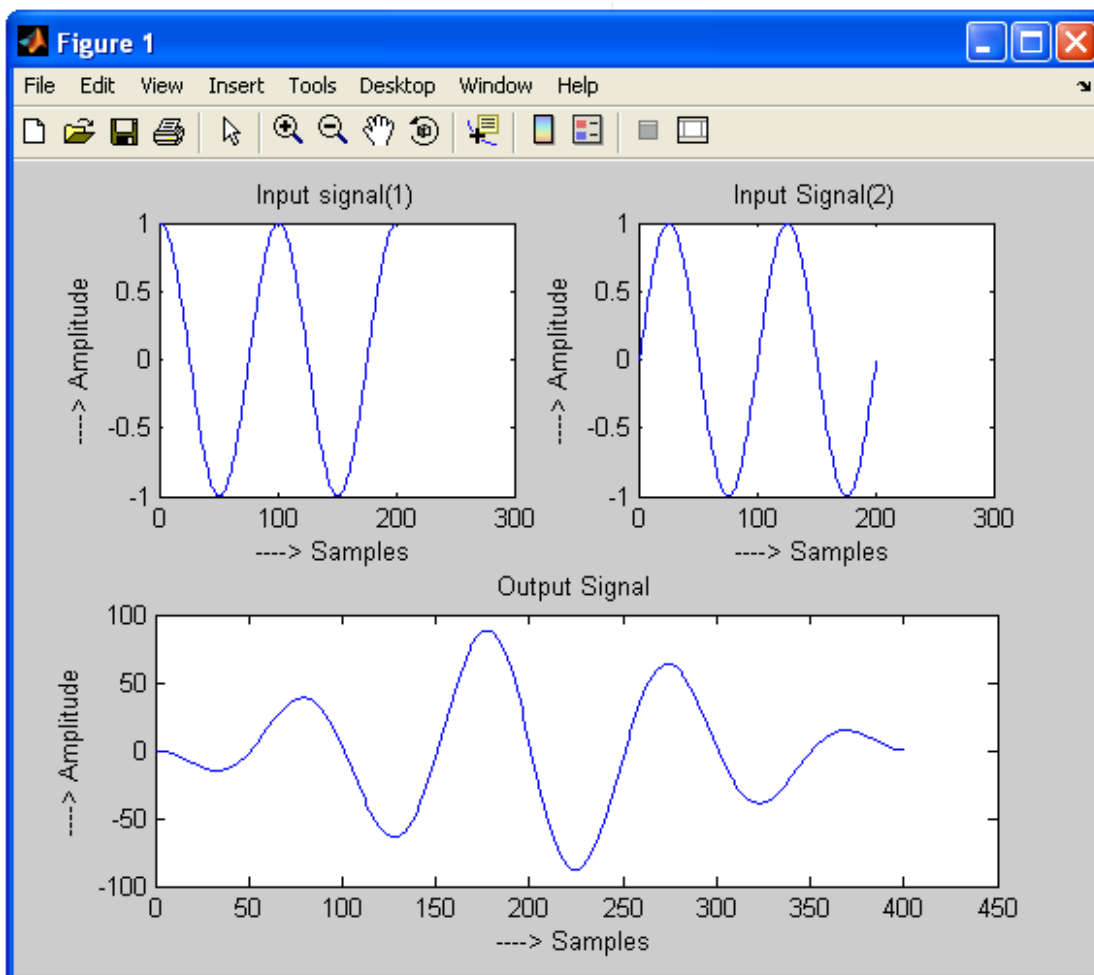 Figure 1
File Edit View Insert Tools Desktop Window Help
Input signal(1)
1
0.5
0
-0.5
-1
----> Amplitude
0 100 200 300
----> Samples
Input Signal(2)
1
0.5
0
-0.5
-1
----> Amplitude
0 100 200 300
----> Samples
Output Signal
100
50
0
-50
-100
----> Amplitude
0 50 100 150 200 250 300 350 400 450
----> Samples